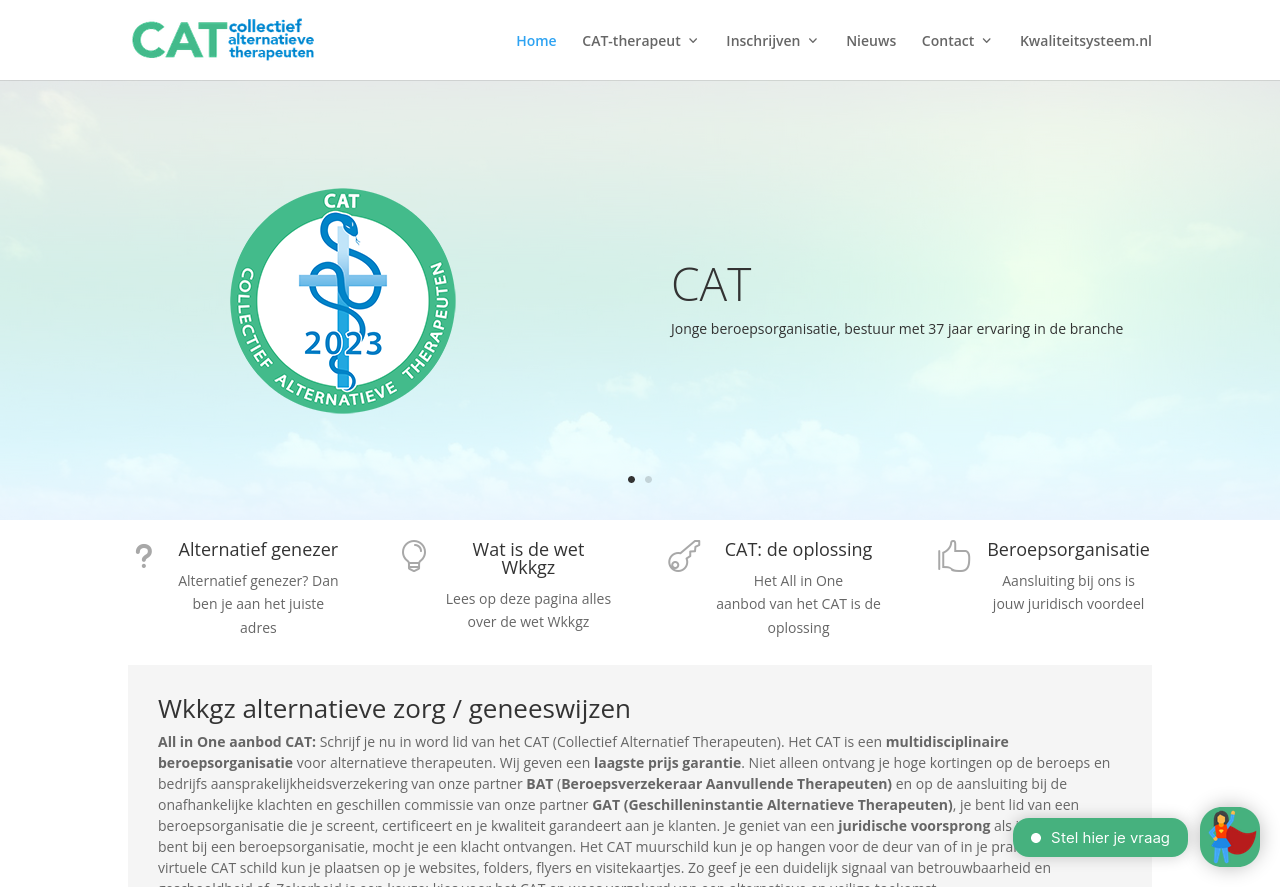 CAT collectief
alternatieve
therapeuten
Home CAT-therapeut Inschrijven Nieuws Contact Kwaliteitsysteem.nl
CAT
2023
COLLECTIEF ALTERNATIEVE THERAPEUTEN
CAT
Jonge beroepsorganisatie, bestuur met 37 jaar ervaring in de branche
Alternatief genezer
Alternatief genezer? Dan
ben je aan het juiste
adres
Wat is de wet
Wkkgz
Lees op deze pagina alles
over de wet Wkkgz
CAT: de oplossing
Het All in One
aanbod van het CAT is de
oplossing
Beroepsorganisatie
Aansluiting bij ons is
jouw juridisch voordeel
Wkkgz alternatieve zorg / geneeswijzen
All in One aanbod CAT: Schrijf je nu in word lid van het CAT (Collectief Alternatief Therapeuten). Het CAT is een multidisciplinaire
beroepsorganisatie voor alternatieve therapeuten. Wij geven een laagste prijs garantie. Niet alleen ontvang je hoge kortingen op de beroeps en
bedrijfs aansprakelijkheidsverzekering van onze partner BAT (Beroepsverzekeraar Aanvullende Therapeuten) en op de aansluiting bij de
onafhankelijke klachten en geschillen commissie van onze partner GAT (Geschilleninstantie Alternatieve Therapeuten), je bent lid van een
beroepsorganisatie die je screent, certificeert en je kwaliteit garandeert aan je klanten. Je geniet van een juridische voorsprong als
bent bij een beroepsorganisatie, mocht je een klacht ontvangen. Het CAT muurschild kun je op hangen voor de deur van of in je
virtuele CAT schild kun je plaatsen op je websites, folders, flyers en visitekaartjes. Zo geef je een duidelijk signaal van betrouwbaarheid en
Stel hier je vraag